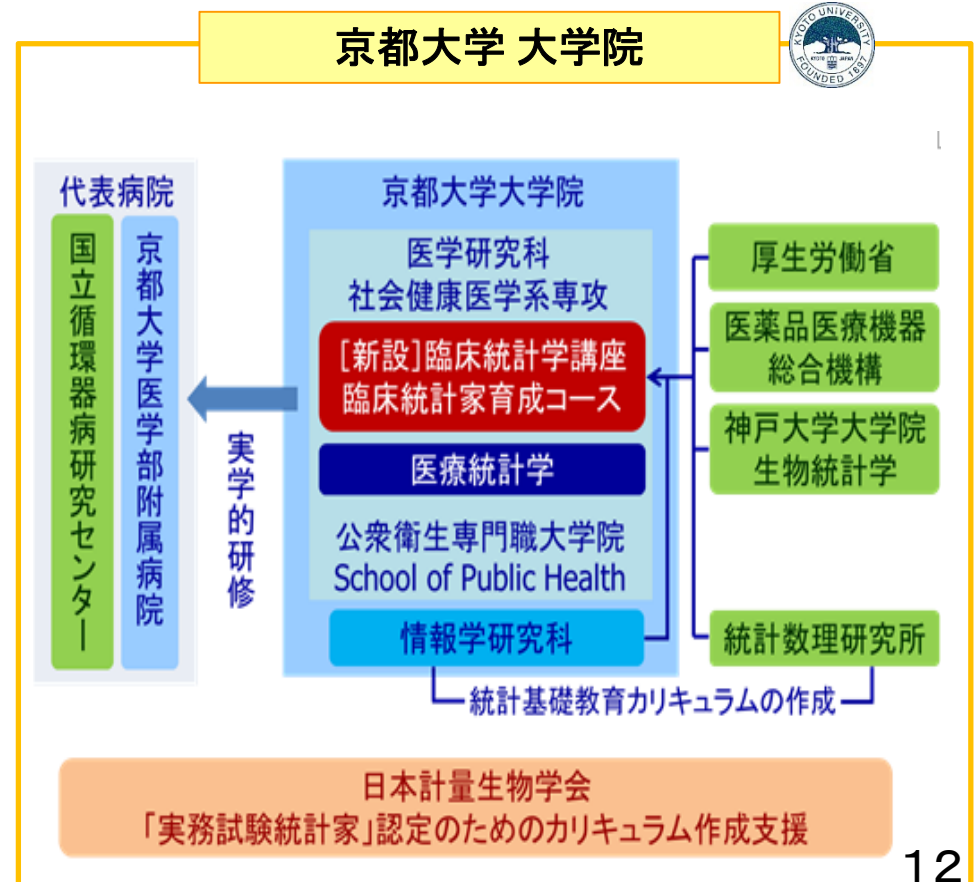 京都大学 大学院
KYOTO UNIVERSITY
FOUNDED 1897
KYOTO JAPAN
代表病院
国立循環器病研究センター
京都大学医学部附属病院
実学的研修
京都大学大学院
医学研究科
社会健康医学系専攻
[新設]臨床統計学講座
臨床統計家育成コース
医療統計学
公衆衛生専門職大学院
School of Public Health
情報学研究科
厚生労働省
医薬品医療機器
総合機構
神戸大学大学院
生物統計学
統計数理研究所
統計基礎教育カリキュラムの作成
日本計量生物学会
「実務試験統計家」認定のためのカリキュラム作成支援
12